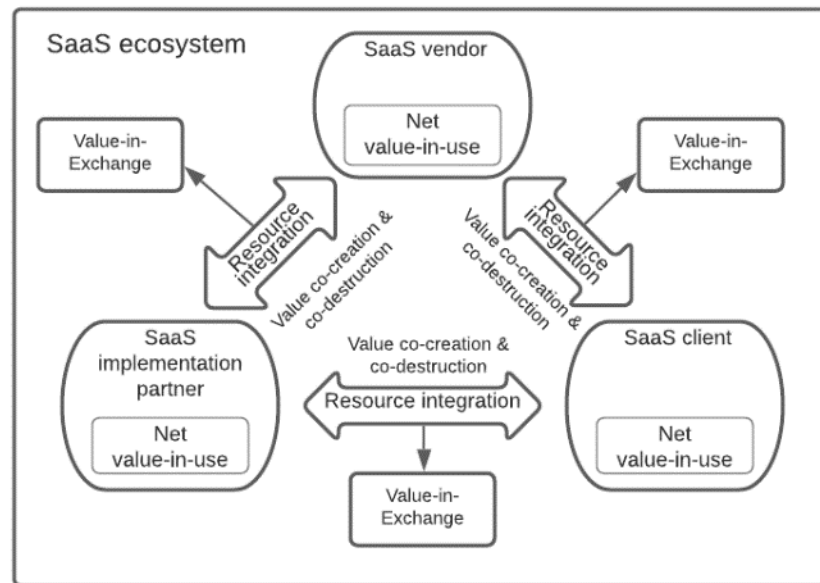 SaaS ecosystem
SaaS vendor
Net
value-in-use
Value-in-
Exchange
Value-in-
Exchange
Resource
integration
Value co-creation &
co-destruction
Resource
integration
Value co-creation &
co-destruction
SaaS
implementation
partner
Net
value-in-use
Value co-creation &
co-destruction
Resource integration
Value-in-
Exchange
SaaS client
Net
value-in-use